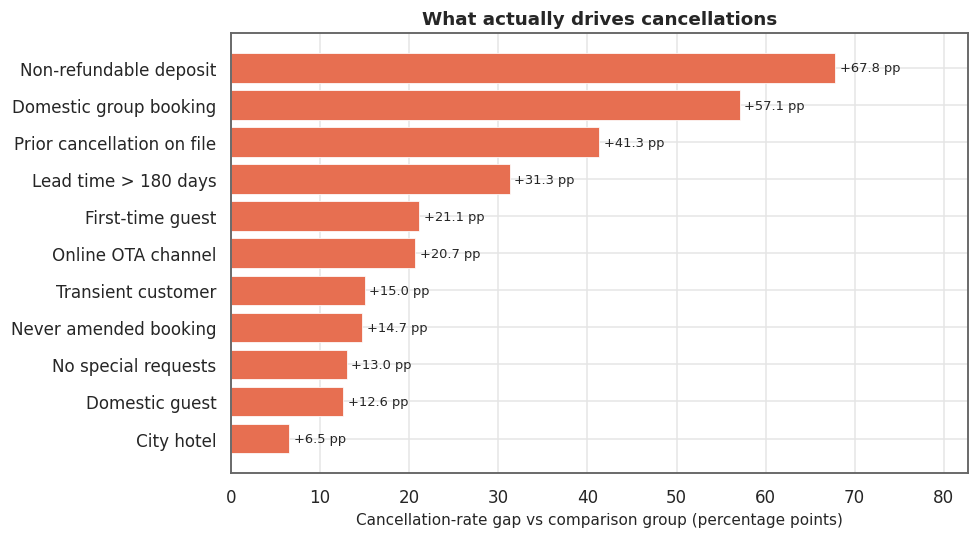 What actually drives cancellations
Non-refundable deposit +67.8 pp
Domestic group booking +57.1 pp
Prior cancellation on file +41.3 pp
Lead time > 180 days +31.3 pp
First-time guest +21.1 pp
Online OTA channel +20.7 pp
Transient customer +15.0 pp
Never amended booking +14.7 pp
No special requests +13.0 pp
Domestic guest +12.6 pp
City hotel +6.5 pp
0 10 20 30 40 50 60 70 80
Cancellation-rate gap vs comparison group (percentage points)